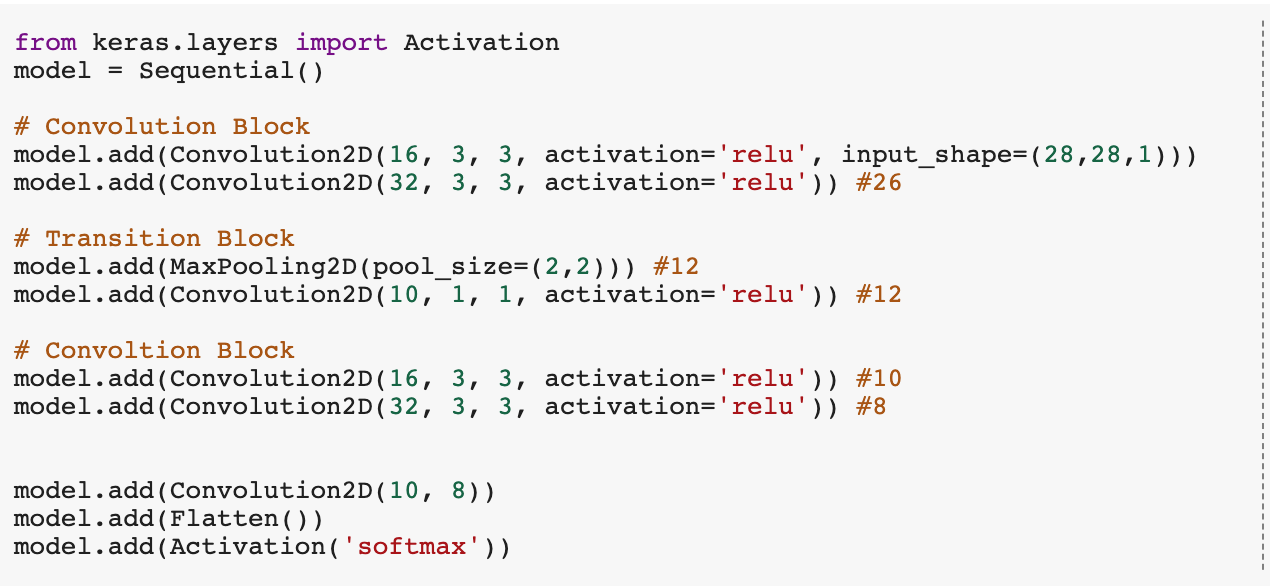 from keras.layers import Activation
model = Sequential()
# Convolution Block
model.add(Convolution2D(16, 3, 3, activation='relu', input_shape=(28,28,1)))
model.add(Convolution2D(32, 3, 3, activation='relu')) #26
# Transition Block
model.add(MaxPooling2D(pool_size=(2,2))) #12
model.add(Convolution2D(10, 1, 1, activation='relu')) #12
# Convoltion Block
model.add(Convolution2D(16, 3, 3, activation='relu')) #10
model.add(Convolution2D(32, 3, 3, activation='relu')) #8
model.add(Convolution2D(10, 8))
model.add(Flatten())
model.add(Activation('softmax'))